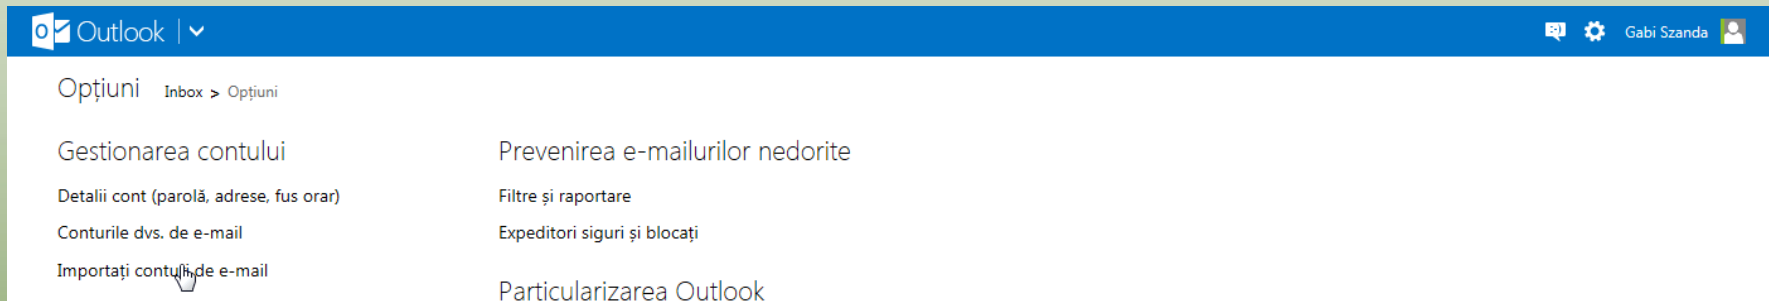 Outlook
Gabi Szanda
Opțiuni Inbox > Opțiuni
Gestionarea contului
Detalii cont (parolă, adrese, fus orar)
Conturile dvs. de e-mail
Importați conturi de e-mail
Prevenirea e-mailurilor nedorite
Filtre și raportare
Expeditori siguri și blocați
Particularizarea Outlook